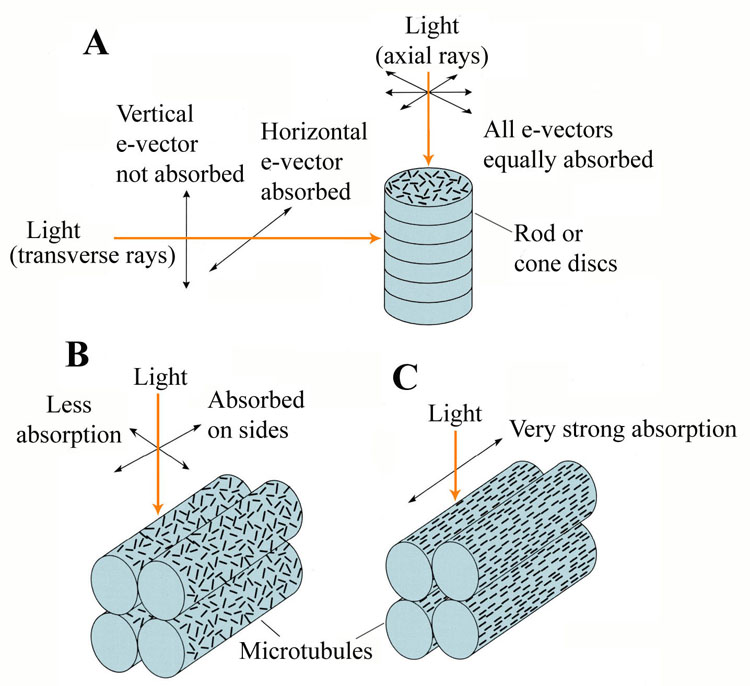 A
Light
(axial rays)
Vertical
e-vector
not absorbed
Horizontal
e-vector
absorbed
All e-vectors
equally absorbed
Light
(transverse rays)
Rod or
cone discs
B
Light
Less
absorption
Absorbed
on sides
C
Light
Very strong absorption
Microtubules